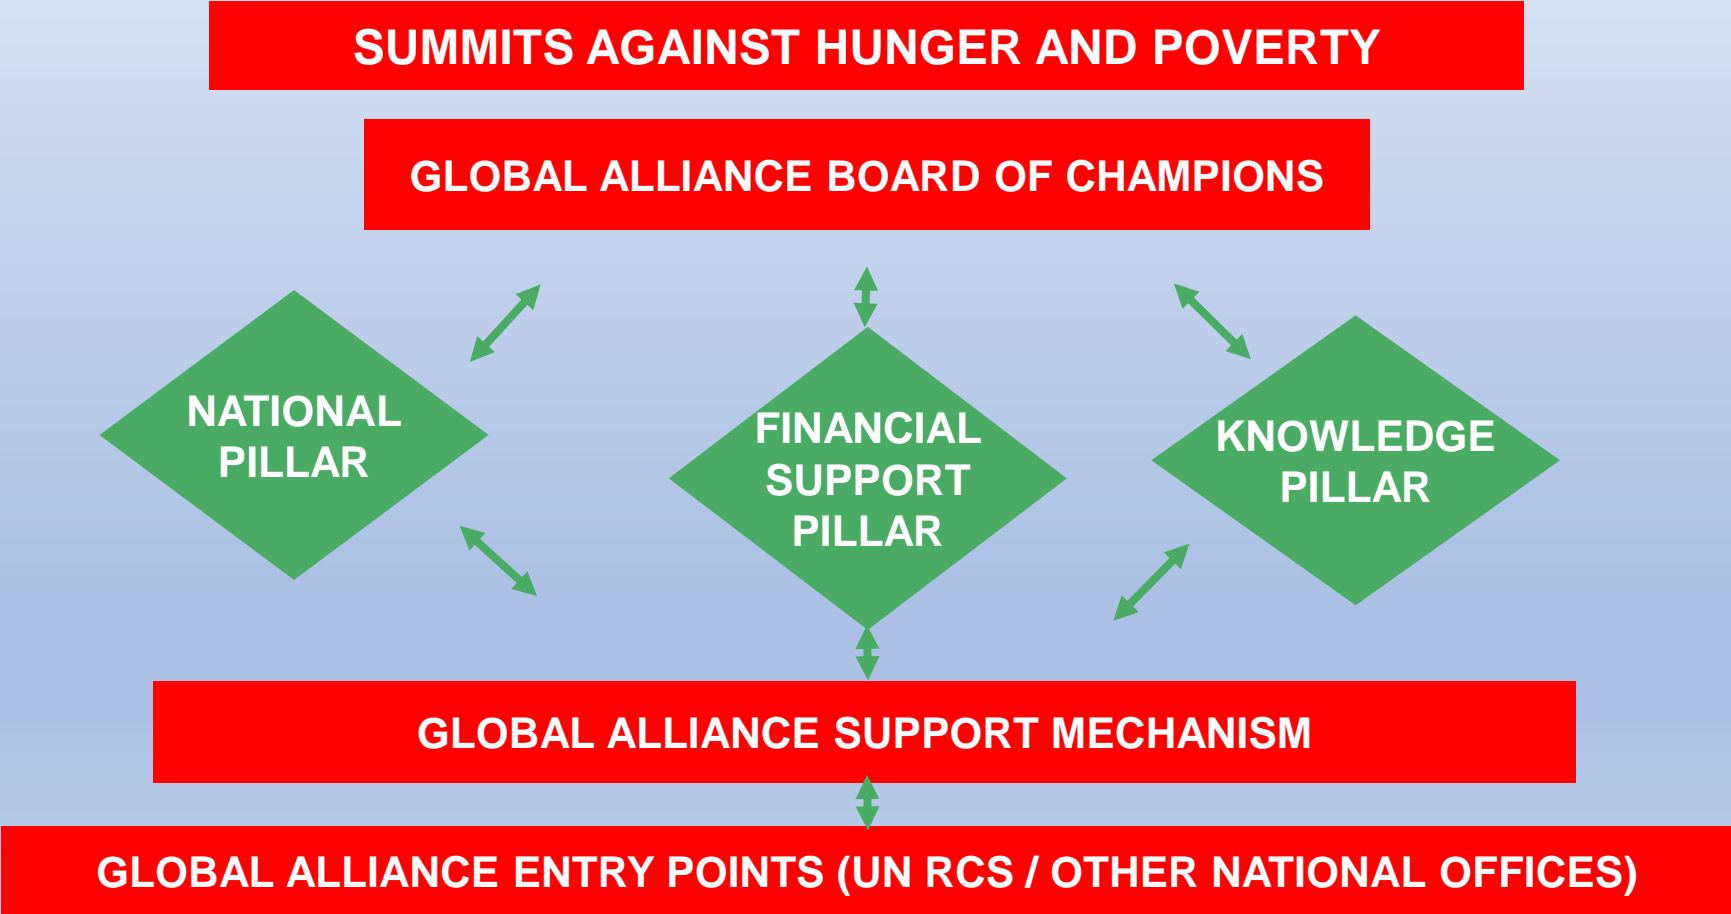 SUMMITS AGAINST HUNGER AND POVERTY
GLOBAL ALLIANCE BOARD OF CHAMPIONS
NATIONAL
PILLAR
FINANCIAL
SUPPORT
PILLAR
KNOWLEDGE
PILLAR
GLOBAL ALLIANCE SUPPORT MECHANISM
GLOBAL ALLIANCE ENTRY POINTS (UN RCS / OTHER NATIONAL OFFICES)